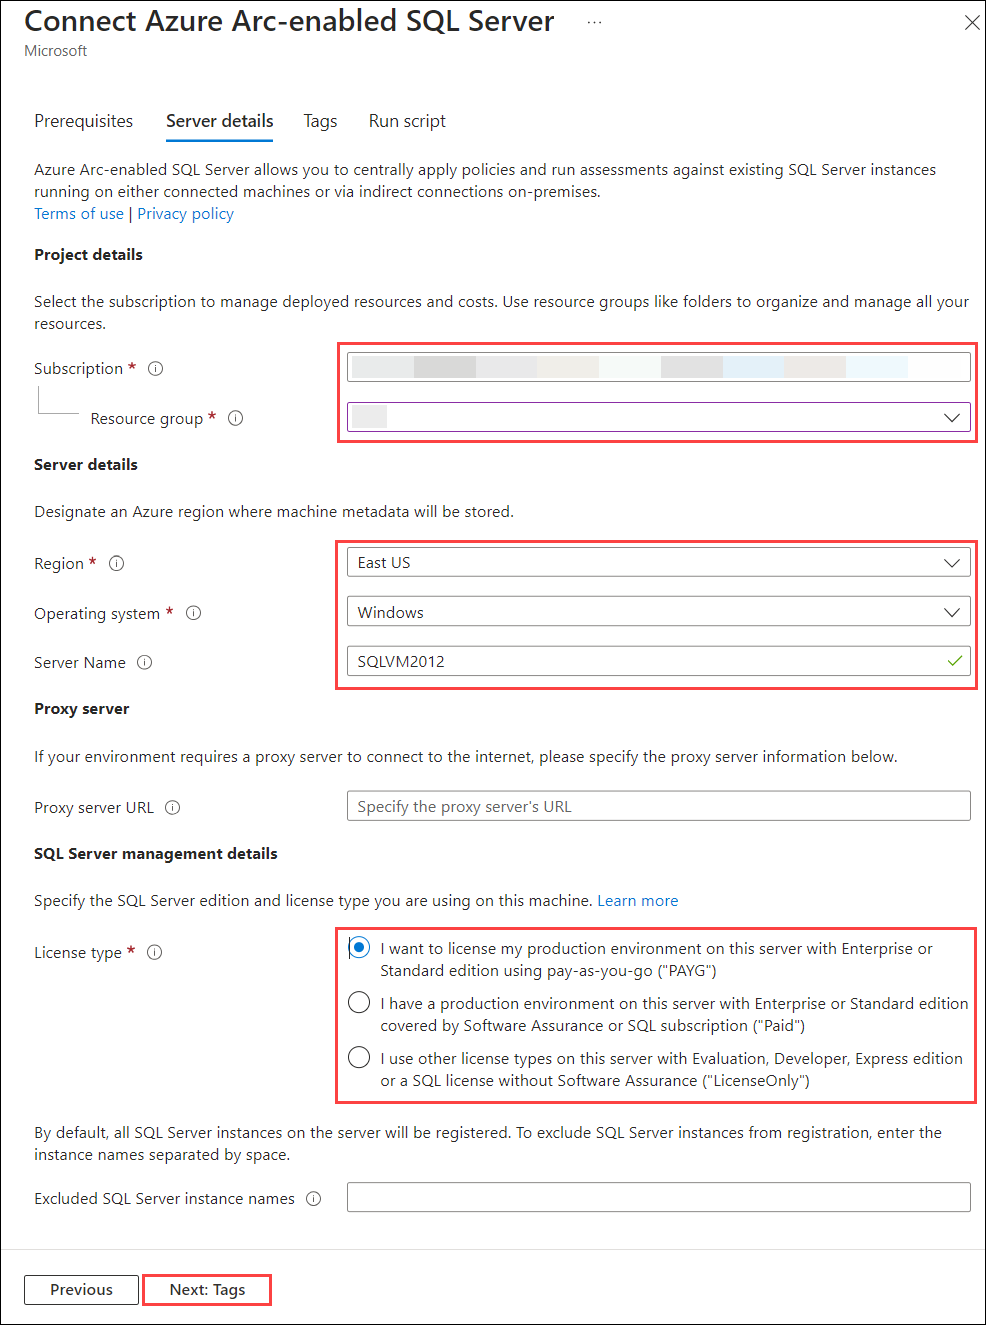 Connect Azure Arc-enabled SQL Server ...
Microsoft
Prerequisites Server details Tags Run script
Azure Arc-enabled SQL Server allows you to centrally apply policies and run assessments against existing SQL Server instances
running on either connected machines or via indirect connections on-premises.
Terms of use | Privacy policy
Project details
Select the subscription to manage deployed resources and costs. Use resource groups like folders to organize and manage all your
resources.
Subscription *
Resource group *
Server details
Designate an Azure region where machine metadata will be stored.
Region * East US
Operating system * Windows
Server Name SQLVM2012
Proxy server
If your environment requires a proxy server to connect to the internet, please specify the proxy server information below.
Proxy server URL Specify the proxy server's URL
SQL Server management details
Specify the SQL Server edition and license type you are using on this machine. Learn more
License type *
I want to license my production environment on this server with Enterprise or
Standard edition using pay-as-you-go ("PAYG")
I have a production environment on this server with Enterprise or Standard edition
covered by Software Assurance or SQL subscription ("Paid")
I use other license types on this server with Evaluation, Developer, Express edition
or a SQL license without Software Assurance ("LicenseOnly")
By default, all SQL Server instances on the server will be registered. To exclude SQL Server instances from registration, enter the
instance names separated by space.
Excluded SQL Server instance names
Previous Next: Tags